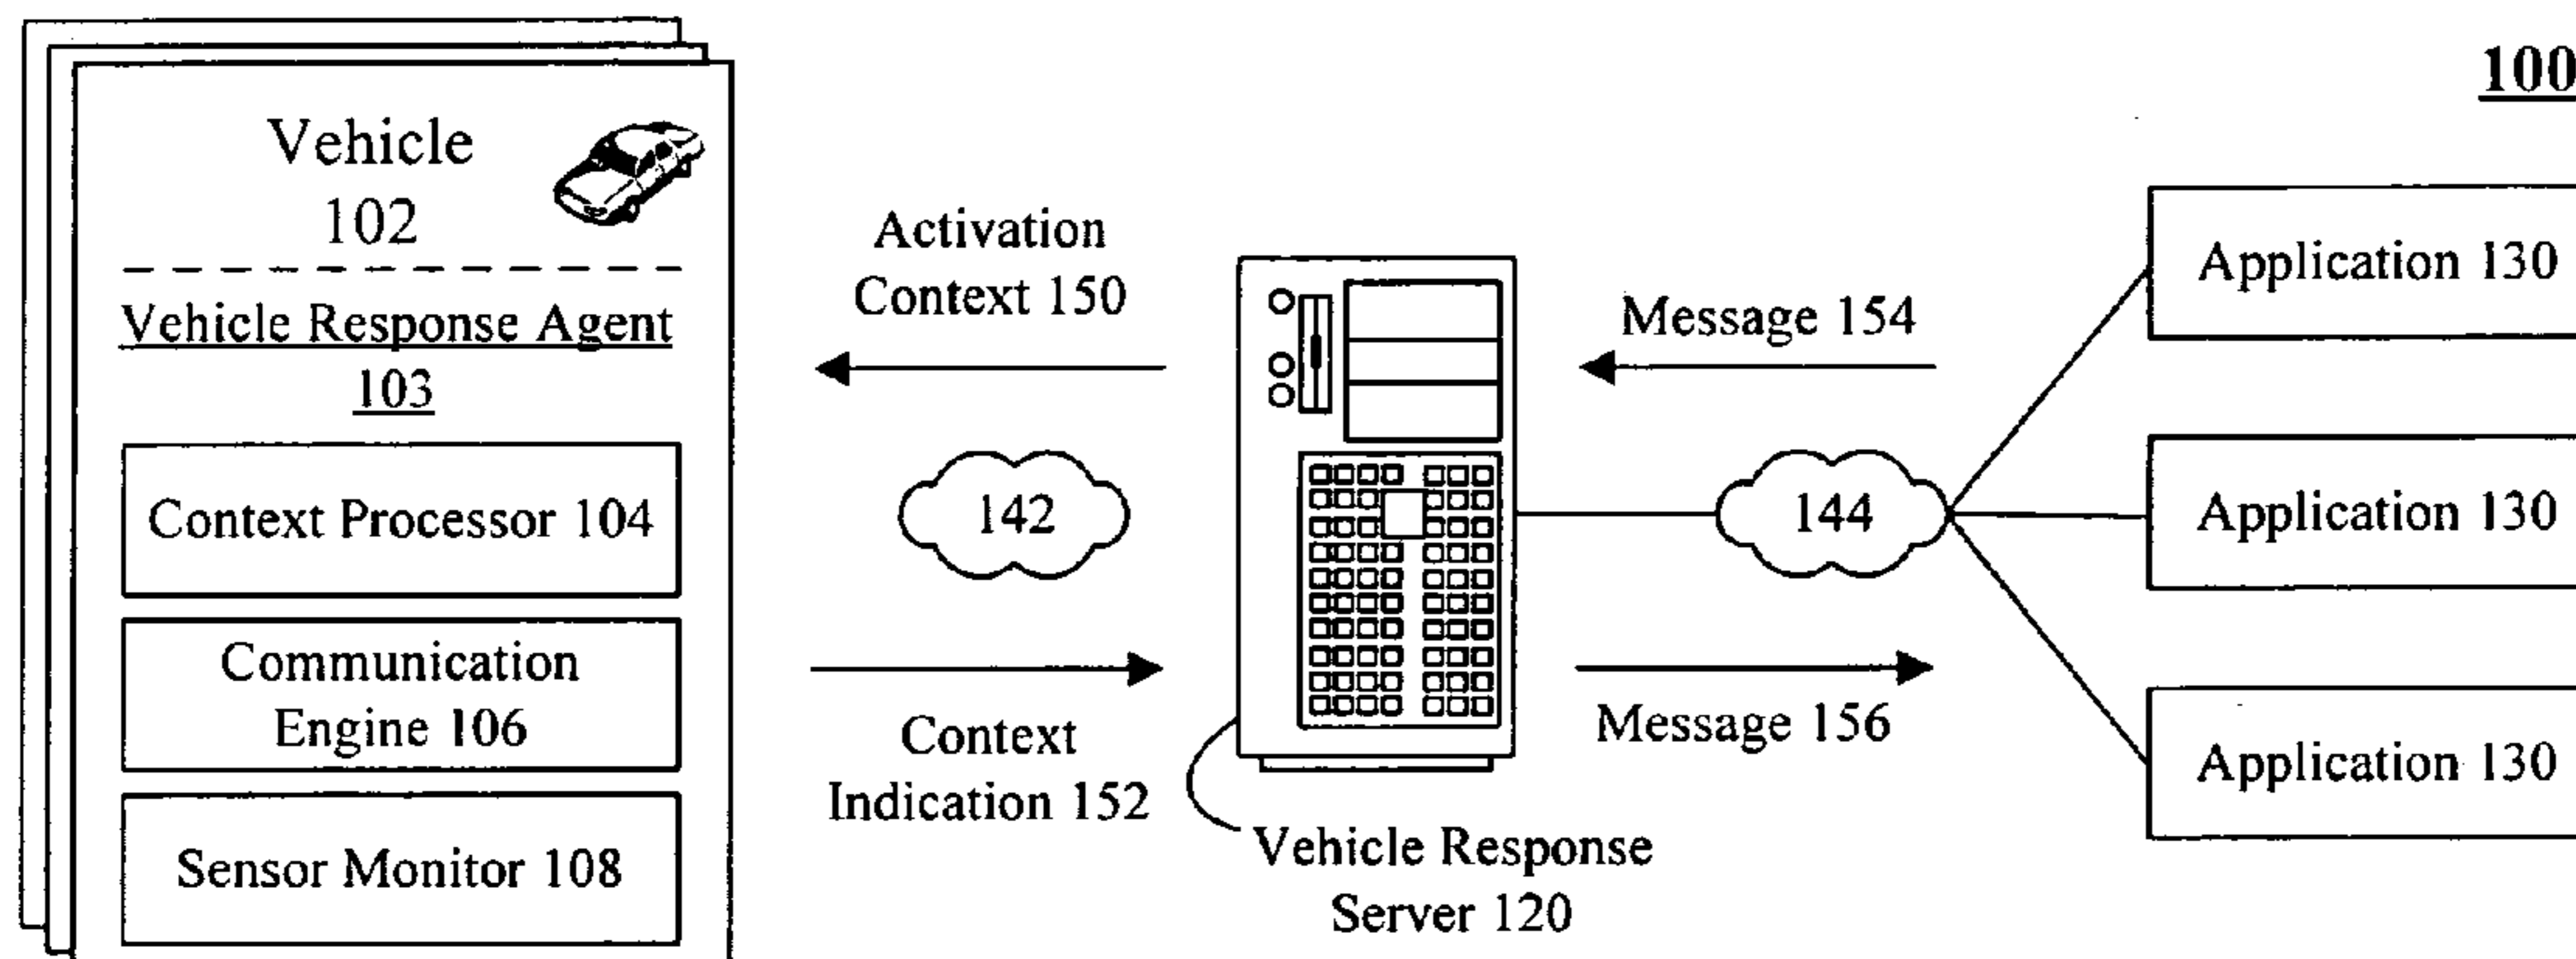 100
Vehicle
102
Vehicle Response Agent
103
Context Processor 104
Communication
Engine 106
Sensor Monitor 108
Activation
Context 150
142
Context
Indication 152
Vehicle Response
Server 120
Message 154
144
Message 156
Application 130
Application 130
Application 130